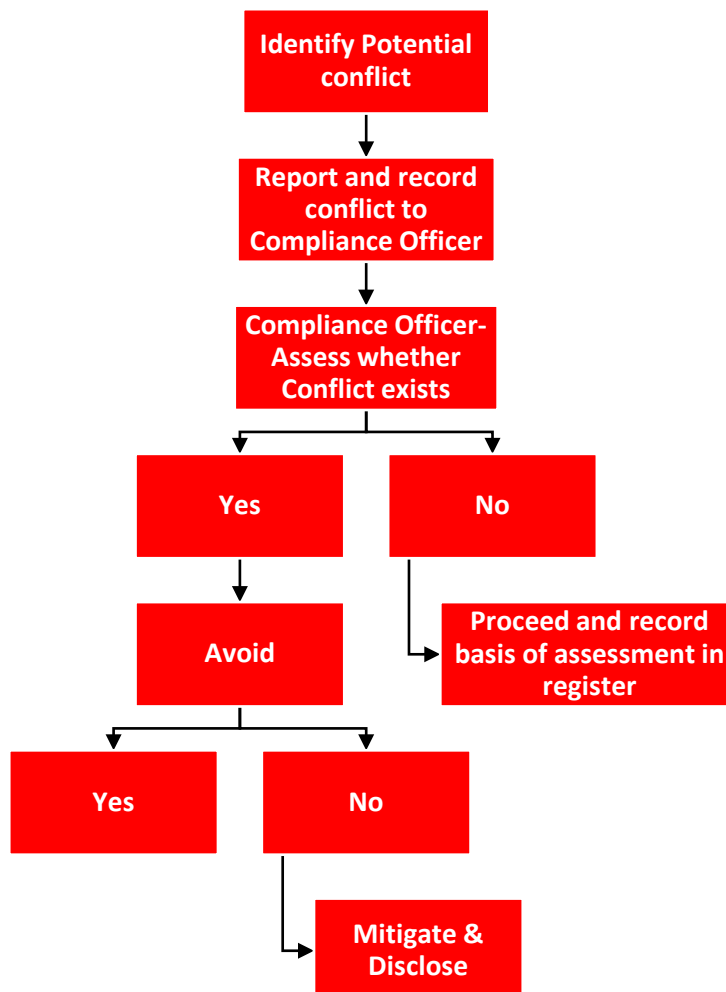 Identify Potential
conflict
Report and record
conflict to
Compliance Officer
Compliance Officer-
Assess whether
Conflict exists
Yes
No
Avoid
Proceed and record
basis of assessment in
register
Yes
No
Mitigate &
Disclose